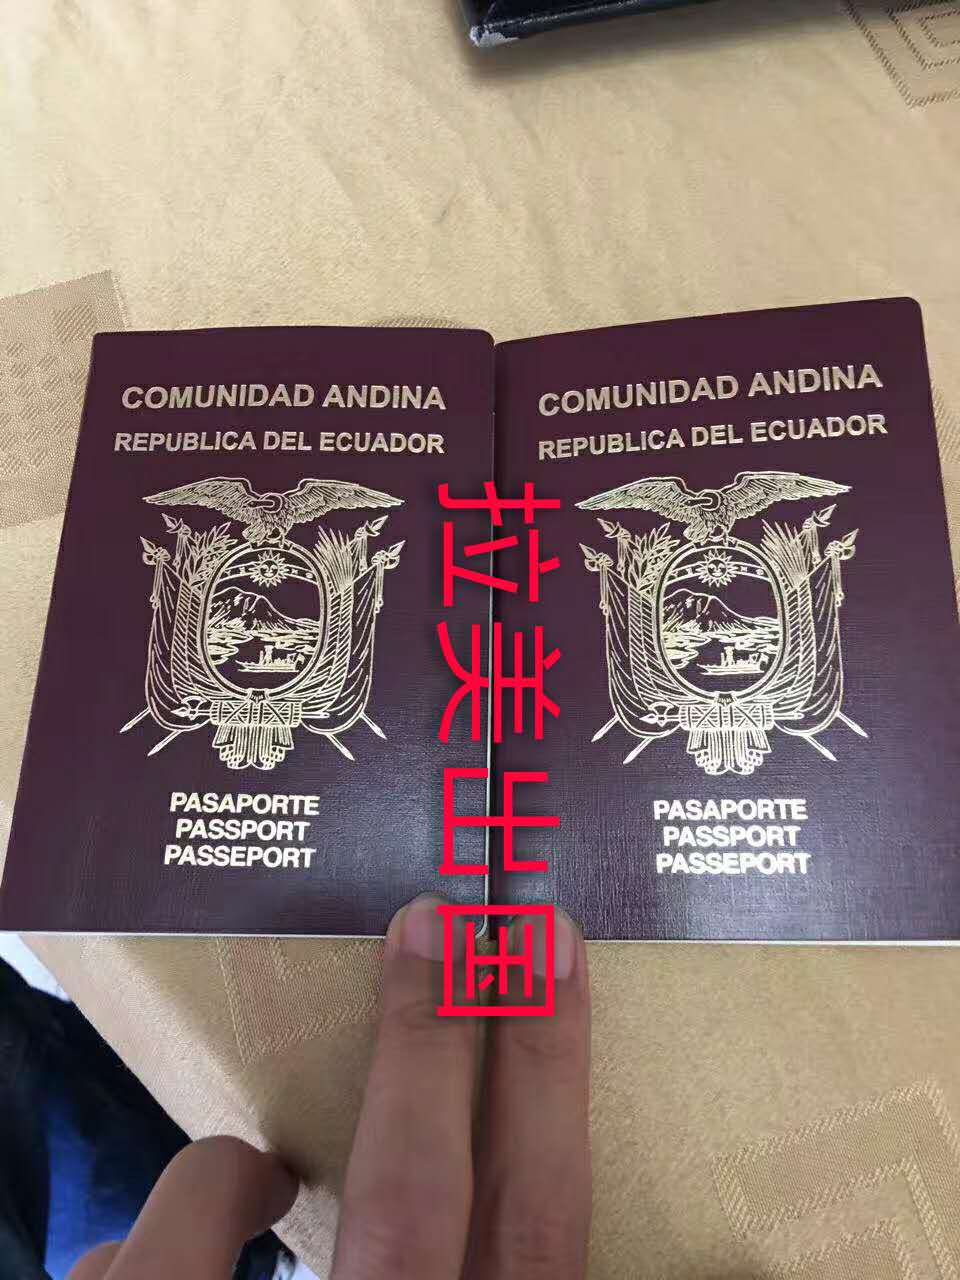 COMUNIDAD ANDINA
REPUBLICA DEL ECUADOR
PASAPORTE
PASSPORT
PASSEPORT
COMUNIDAD ANDINA
REPUBLICA DEL ECUADOR
PASAPORTE
PASSPORT
PASSEPORT
拉美出国